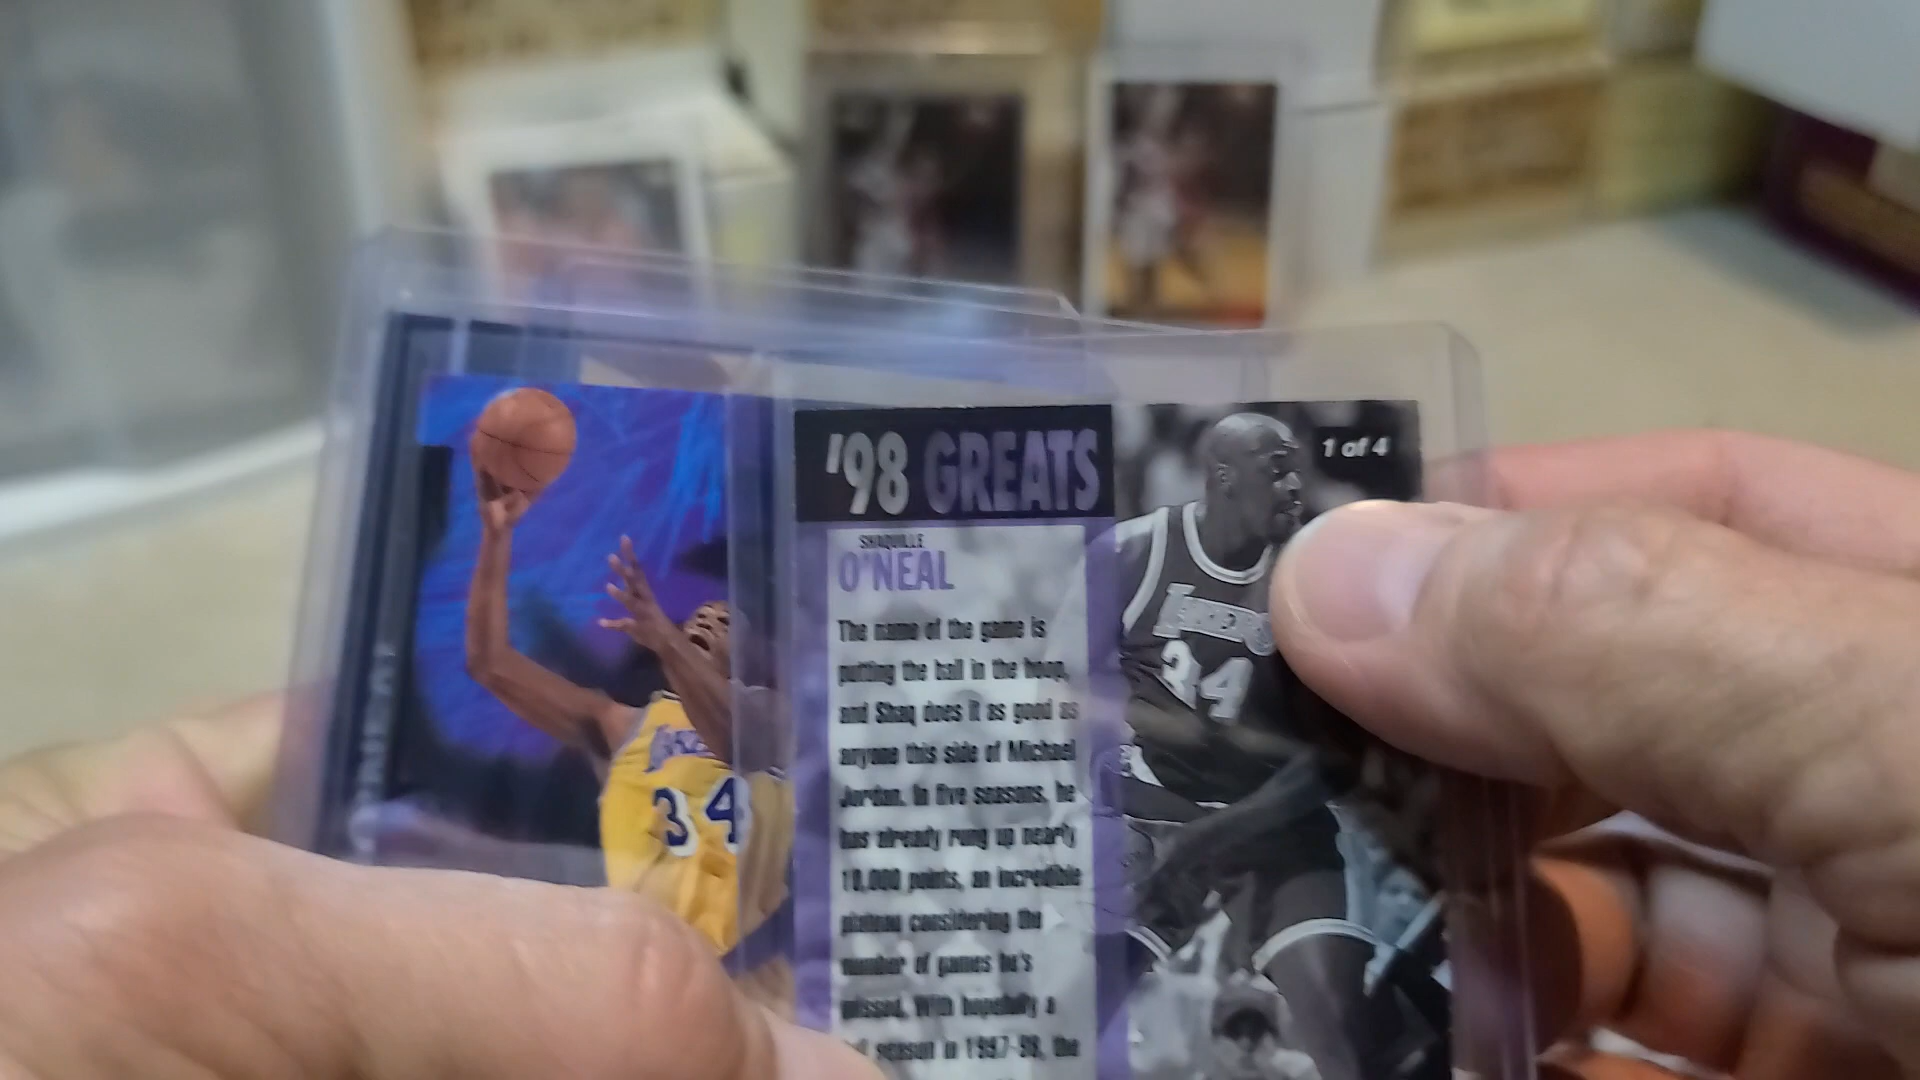 '98 GREATS
1 of 4
SHAQUILLE
O'NEAL
The name of the game is
putting the ball in the hoop,
and Shaq does it as good as
anyone this side of Michael
Jordan. In five seasons, he
has already rung up nearly
10,000 points, an incredible
plateau considering the
number of games he's
missed. With hopefully a
season in 1997-98, the
LAKERS
34
LAKE
34